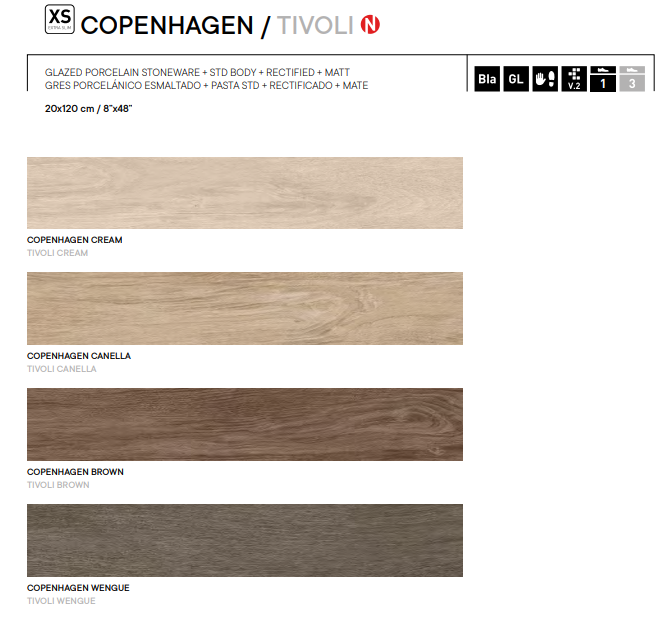 XS
EXTRA SLIM
COPENHAGEN / TIVOLI N
GLAZED PORCELAIN STONEWARE + STD BODY + RECTIFIED + MATT
GRES PORCELÁNICO ESMALTADO + PASTA STD + RECTIFICADO + MATE
Bla GL V.2 1 3
20x120 cm / 8"x48"
COPENHAGEN CREAM
TIVOLI CREAM
COPENHAGEN CANELLA
TIVOLI CANELLA
COPENHAGEN BROWN
TIVOLI BROWN
COPENHAGEN WENGUE
TIVOLI WENGUE